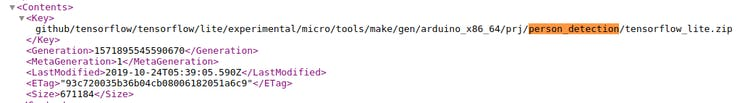 ▼<Contents>
▼<Key>
github/tensorflow/tensorflow/lite/experimental/micro/tools/make/gen/arduino_x86_64/prj/person_detection/tensorflow_lite.zip
</Key>
<Generation>1571895545590670</Generation>
<MetaGeneration>1</MetaGeneration>
<LastModified>2019-10-24T05:39:05.590Z</LastModified>
<ETag>"93c720035b36b04cb08006182051a6c9"</ETag>
<Size>671184</Size>